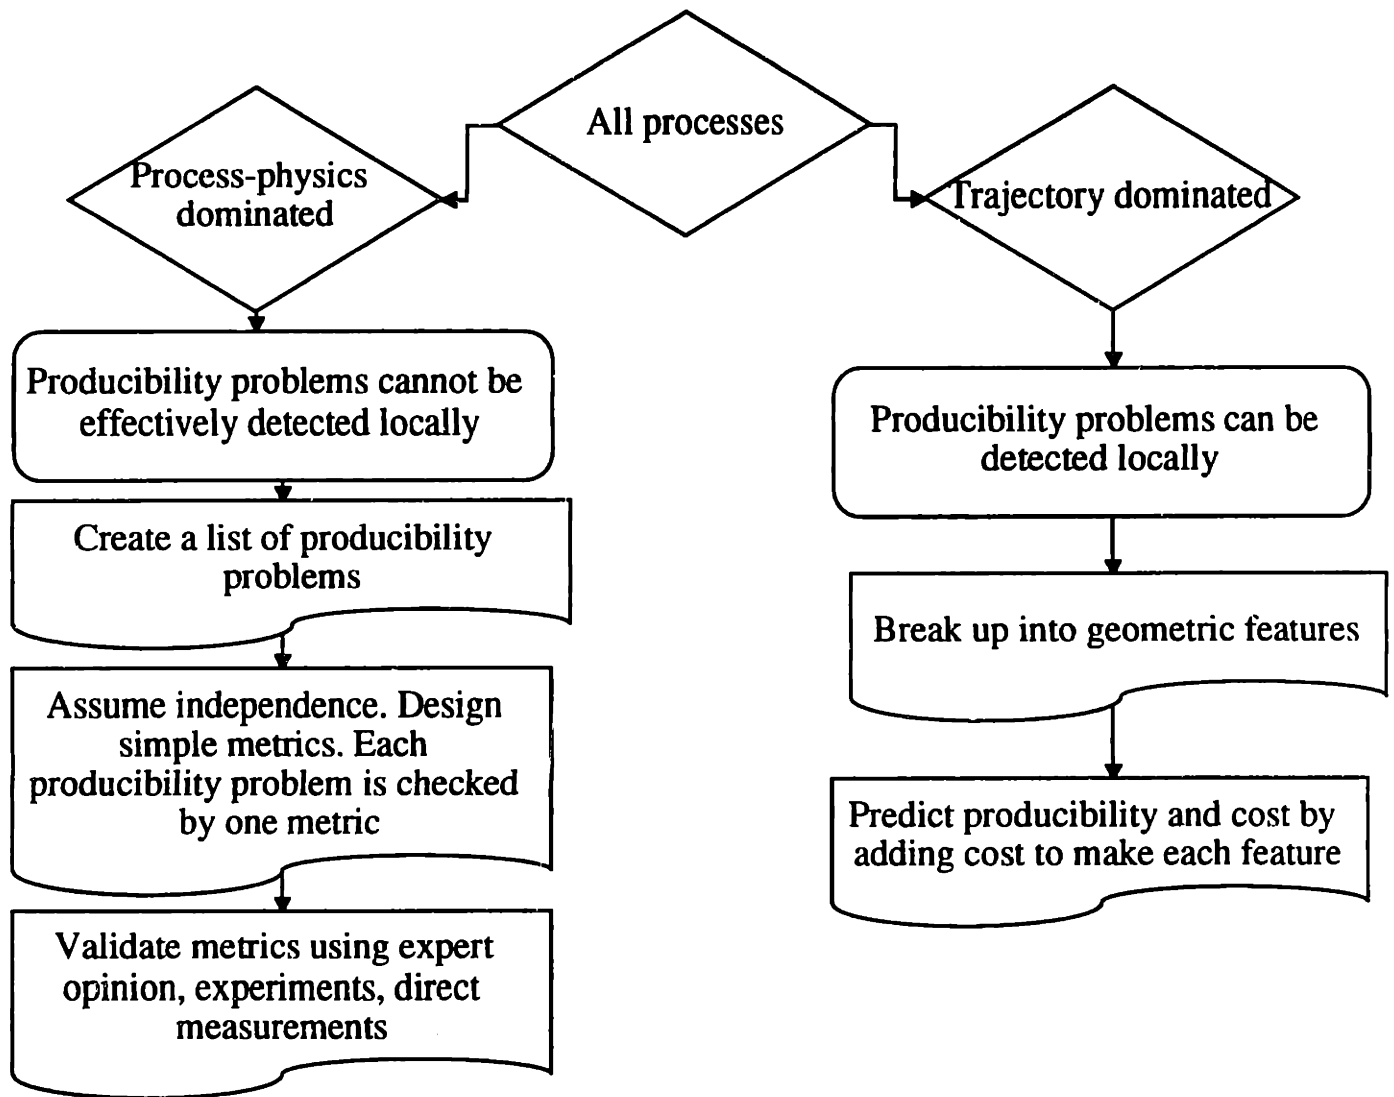 All processes
Process-physics
dominated
Trajectory dominated
Producibility problems cannot be
effectively detected locally
Create a list of producibility
problems
Assume independence. Design
simple metrics. Each
producibility problem is checked
by one metric
Validate metrics using expert
opinion, experiments, direct
measurements
Producibility problems can be
detected locally
Break up into geometric features
Predict producibility and cost by
adding cost to make each feature